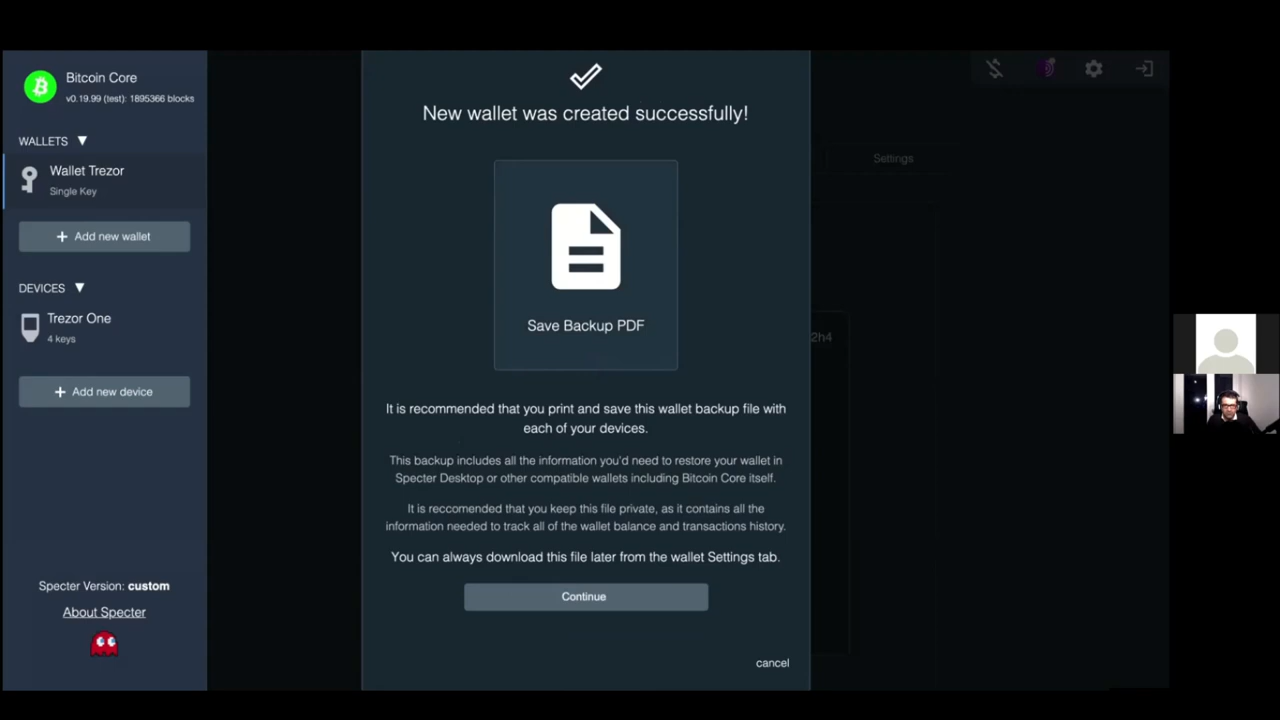 Bitcoin Core
v0.19.99 (test): 1895366 blocks
WALLETS ▼
Wallet Trezor
Single Key
+ Add new wallet
DEVICES ▼
Trezor One
4 keys
+ Add new device
Specter Version: custom
About Specter
New wallet was created successfully!
Save Backup PDF
It is recommended that you print and save this wallet backup file with
each of your devices.
This backup includes all the information you'd need to restore your wallet in
Specter Desktop or other compatible wallets including Bitcoin Core itself.
It is reccommended that you keep this file private, as it contains all the
information needed to track all of the wallet balance and transactions history.
You can always download this file later from the wallet Settings tab.
Continue
cancel
Settings
2h4